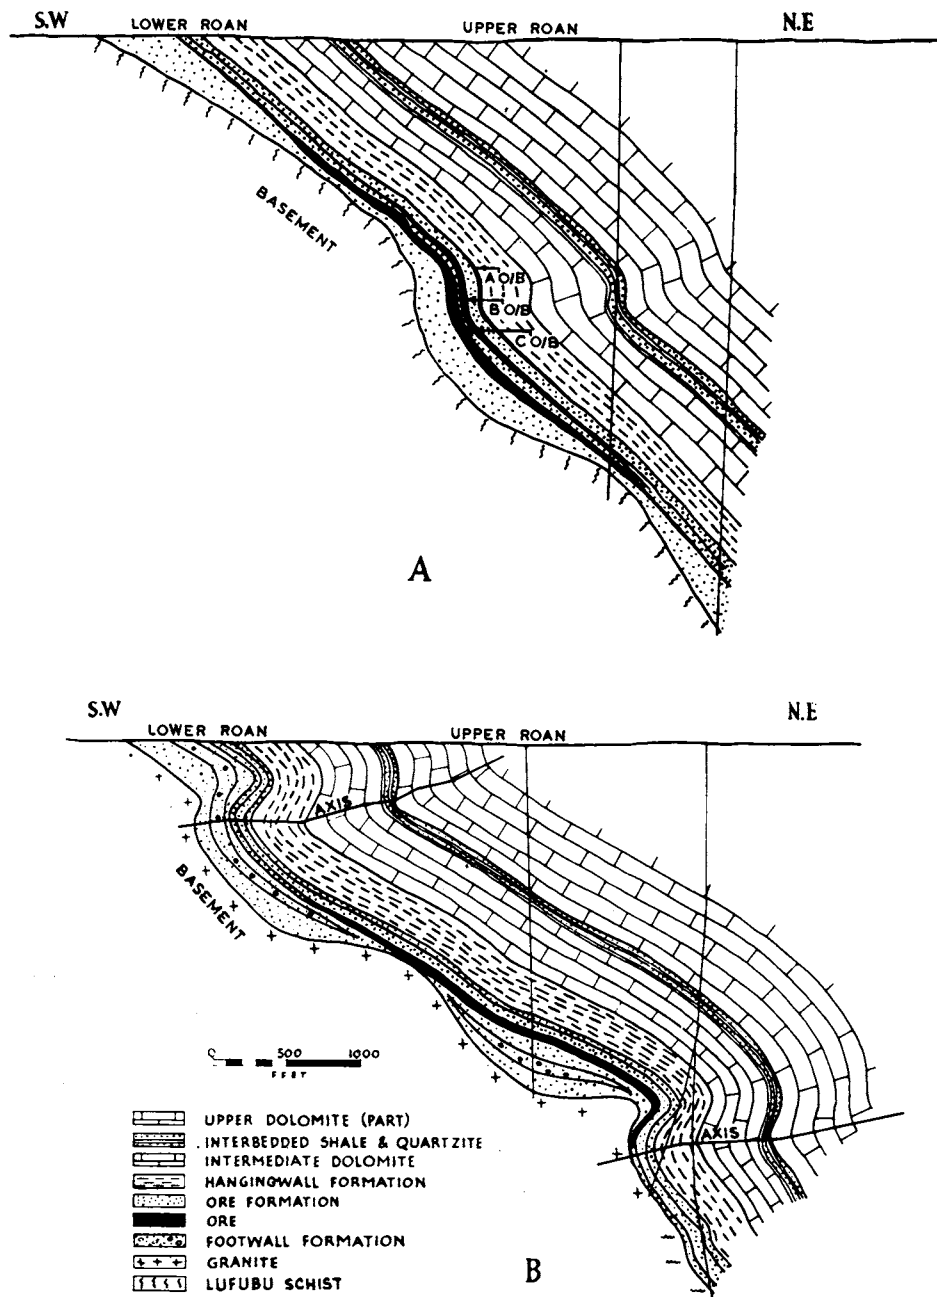 S.W LOWER ROAN UPPER ROAN N.E
BASEMENT
A O/B
B O/B
C O/B
A
S.W N.E
LOWER ROAN UPPER ROAN
AXIS
BASEMENT
0 500 1000
FEET
AXIS
UPPER DOLOMITE (PART)
INTERBEDDED SHALE & QUARTZITE
INTERMEDIATE DOLOMITE
HANGINGWALL FORMATION
ORE FORMATION
ORE
FOOTWALL FORMATION
GRANITE
LUFUBU SCHIST
B